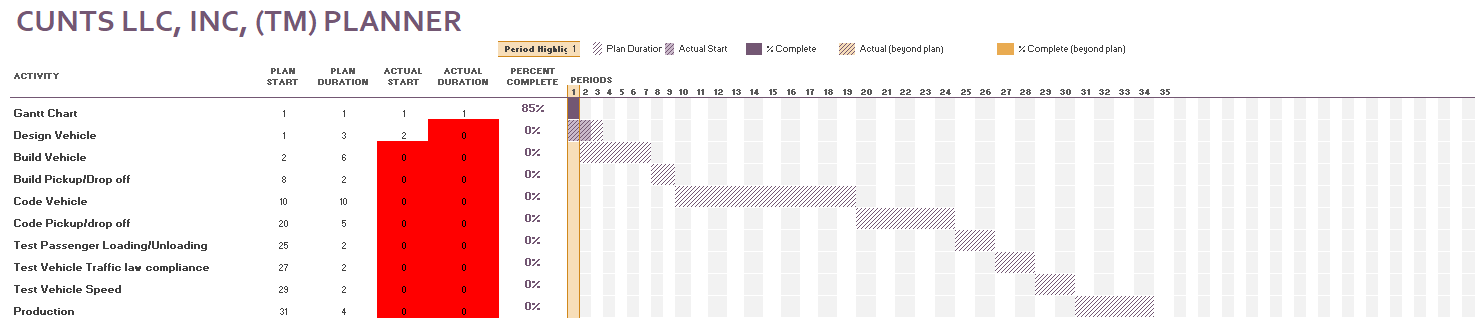 CUNTS LLC, INC, (TM) PLANNER
Period Highlig 1 Plan Duration Actual Start % Complete Actual (beyond plan) % Complete (beyond plan)
ACTIVITY PLAN START PLAN DURATION ACTUAL START ACTUAL DURATION PERCENT COMPLETE PERIODS
1 2 3 4 5 6 7 8 9 10 11 12 13 14 15 16 17 18 19 20 21 22 23 24 25 26 27 28 29 30 31 32 33 34 35
Gantt Chart 1 1 1 1 85%
Design Vehicle 1 3 2 0 0%
Build Vehicle 2 6 0 0 0%
Build Pickup/Drop off 8 2 0 0 0%
Code Vehicle 10 10 0 0 0%
Code Pickup/drop off 20 5 0 0 0%
Test Passenger Loading/Unloading 25 2 0 0 0%
Test Vehicle Traffic law compliance 27 2 0 0 0%
Test Vehicle Speed 29 2 0 0 0%
Production 31 4 0 0 0%